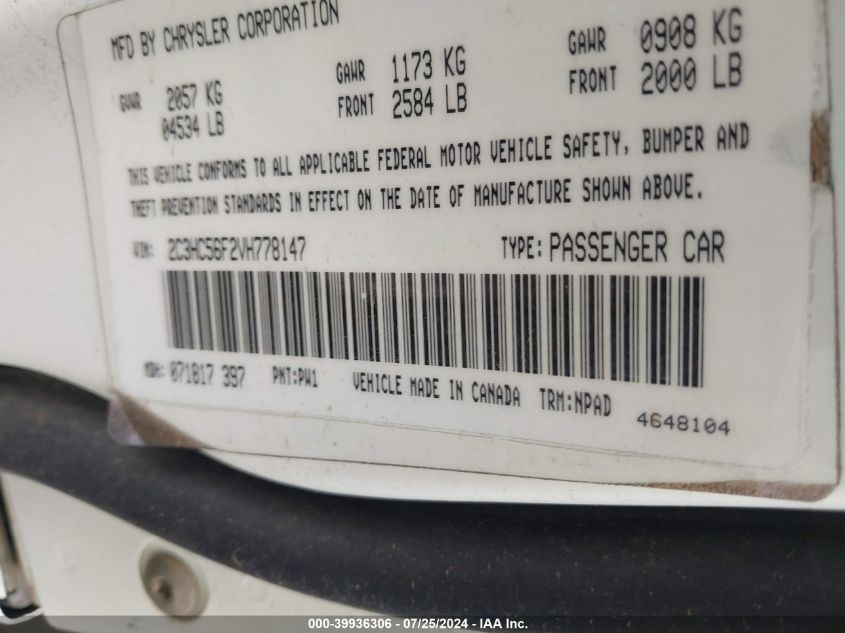 MFD BY CHRYSLER CORPORATION
GVWR 2057 KG GAWR 1173 KG GAWR 0908 KG
04534 LB FRONT 2584 LB FRONT 2000 LB
THIS VEHICLE CONFORMS TO ALL APPLICABLE FEDERAL MOTOR VEHICLE SAFETY, BUMPER AND
THEFT PREVENTION STANDARDS IN EFFECT ON THE DATE OF MANUFACTURE SHOWN ABOVE.
VIN: 2C3HC56F2VH778147 TYPE: PASSENGER CAR
MDH: 071817 397 PNT:PW1 VEHICLE MADE IN CANADA TRM:NPAD
4648104
000-39936306 - 07/25/2024 - IAA Inc.